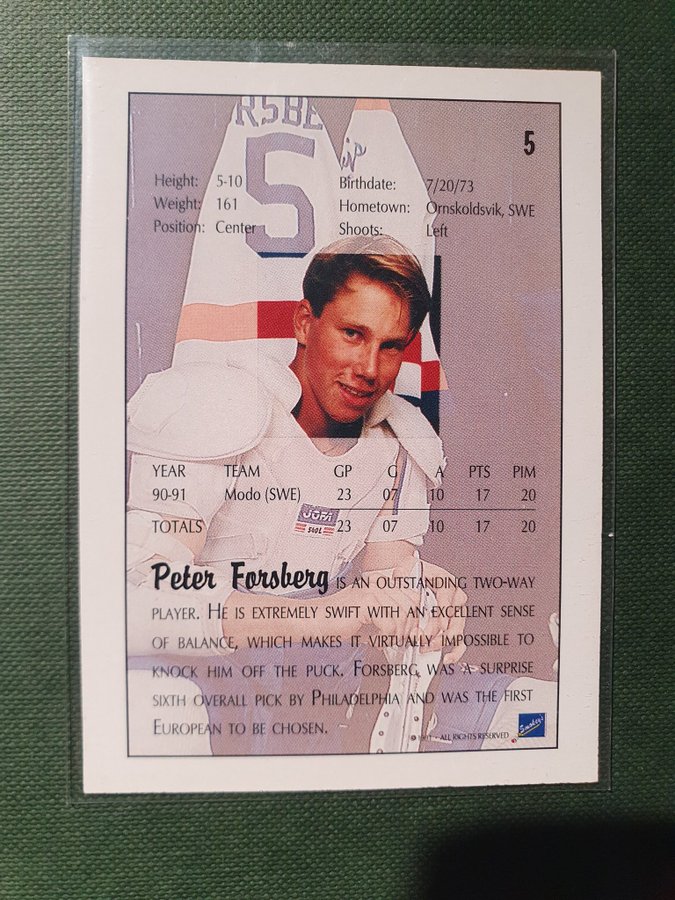 RSBE
5
5
Height: 5-10 Birthdate: 7/20/73
Weight: 161 Hometown: Ornskoldsvik, SWE
Position: Center Shoots: Left
YEAR TEAM GP G A PTS PIM
90-91 Modo (SWE) 23 07 10 17 20
JOFA
TOTALS 23 07 10 17 20
Peter Forsberg IS AN OUTSTANDING TWO-WAY
PLAYER. HE IS EXTREMELY SWIFT WITH AN EXCELLENT SENSE
OF BALANCE, WHICH MAKES IT VIRTUALLY IMPOSSIBLE TO
KNOCK HIM OFF THE PUCK. FORSBERG WAS A SURPRISE
SIXTH OVERALL PICK BY PHILADELPHIA AND WAS THE FIRST
EUROPEAN TO BE CHOSEN.
© 1991 - ALL RIGHTS RESERVED
Smokey's